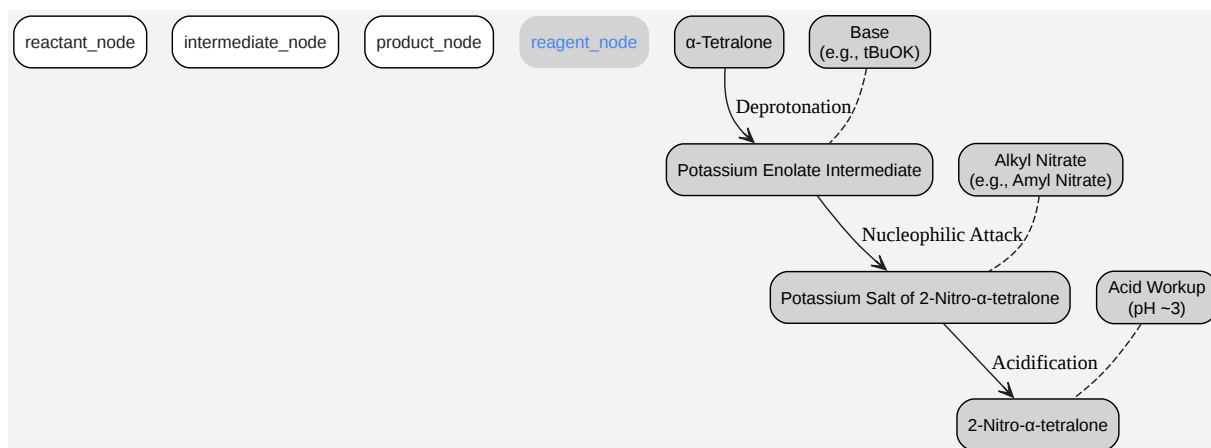 reactant_node
intermediate_node
product_node
reagent_node
α-Tetralone
Base
(e.g., tBuOK)
Deprotonation
Potassium Enolate Intermediate
Alkyl Nitrate
(e.g., Amyl Nitrate)
Nucleophilic Attack
Potassium Salt of 2-Nitro-α-tetralone
Acid Workup
(pH ~3)
Acidification
2-Nitro-α-tetralone